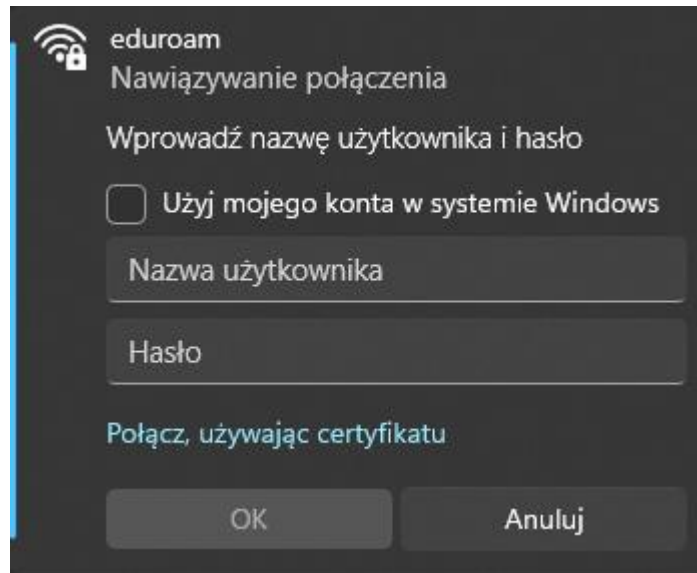 eduroam
Nawiązywanie połączenia
Wprowadź nazwę użytkownika i hasło
Użyj mojego konta w systemie Windows
Nazwa użytkownika
Hasło
Połącz, używając certyfikatu
OK
Anuluj